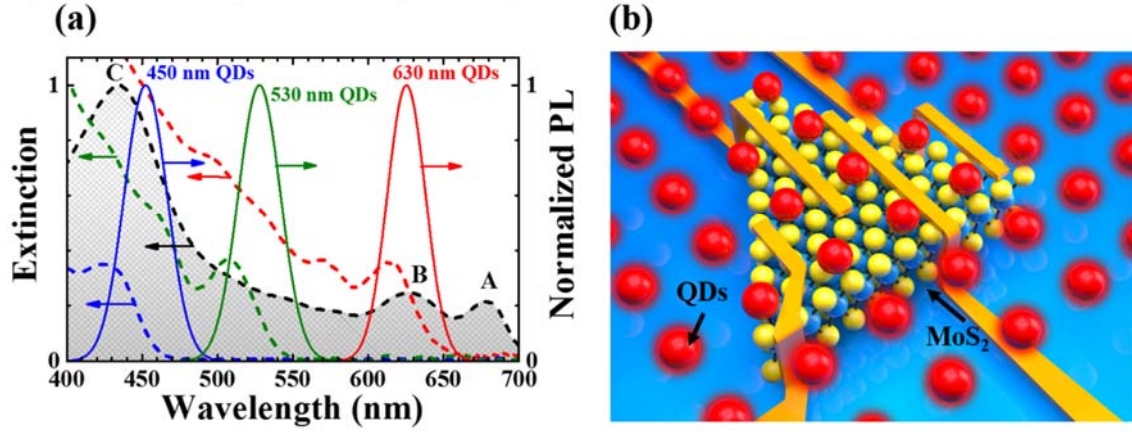 (a)
(b)
C
450 nm QDs
530 nm QDs
630 nm QDs
B
A
1
0
1
0
Extinction
Normalized PL
400 450 500 550 600 650 700
Wavelength (nm)
QDs
MoS2